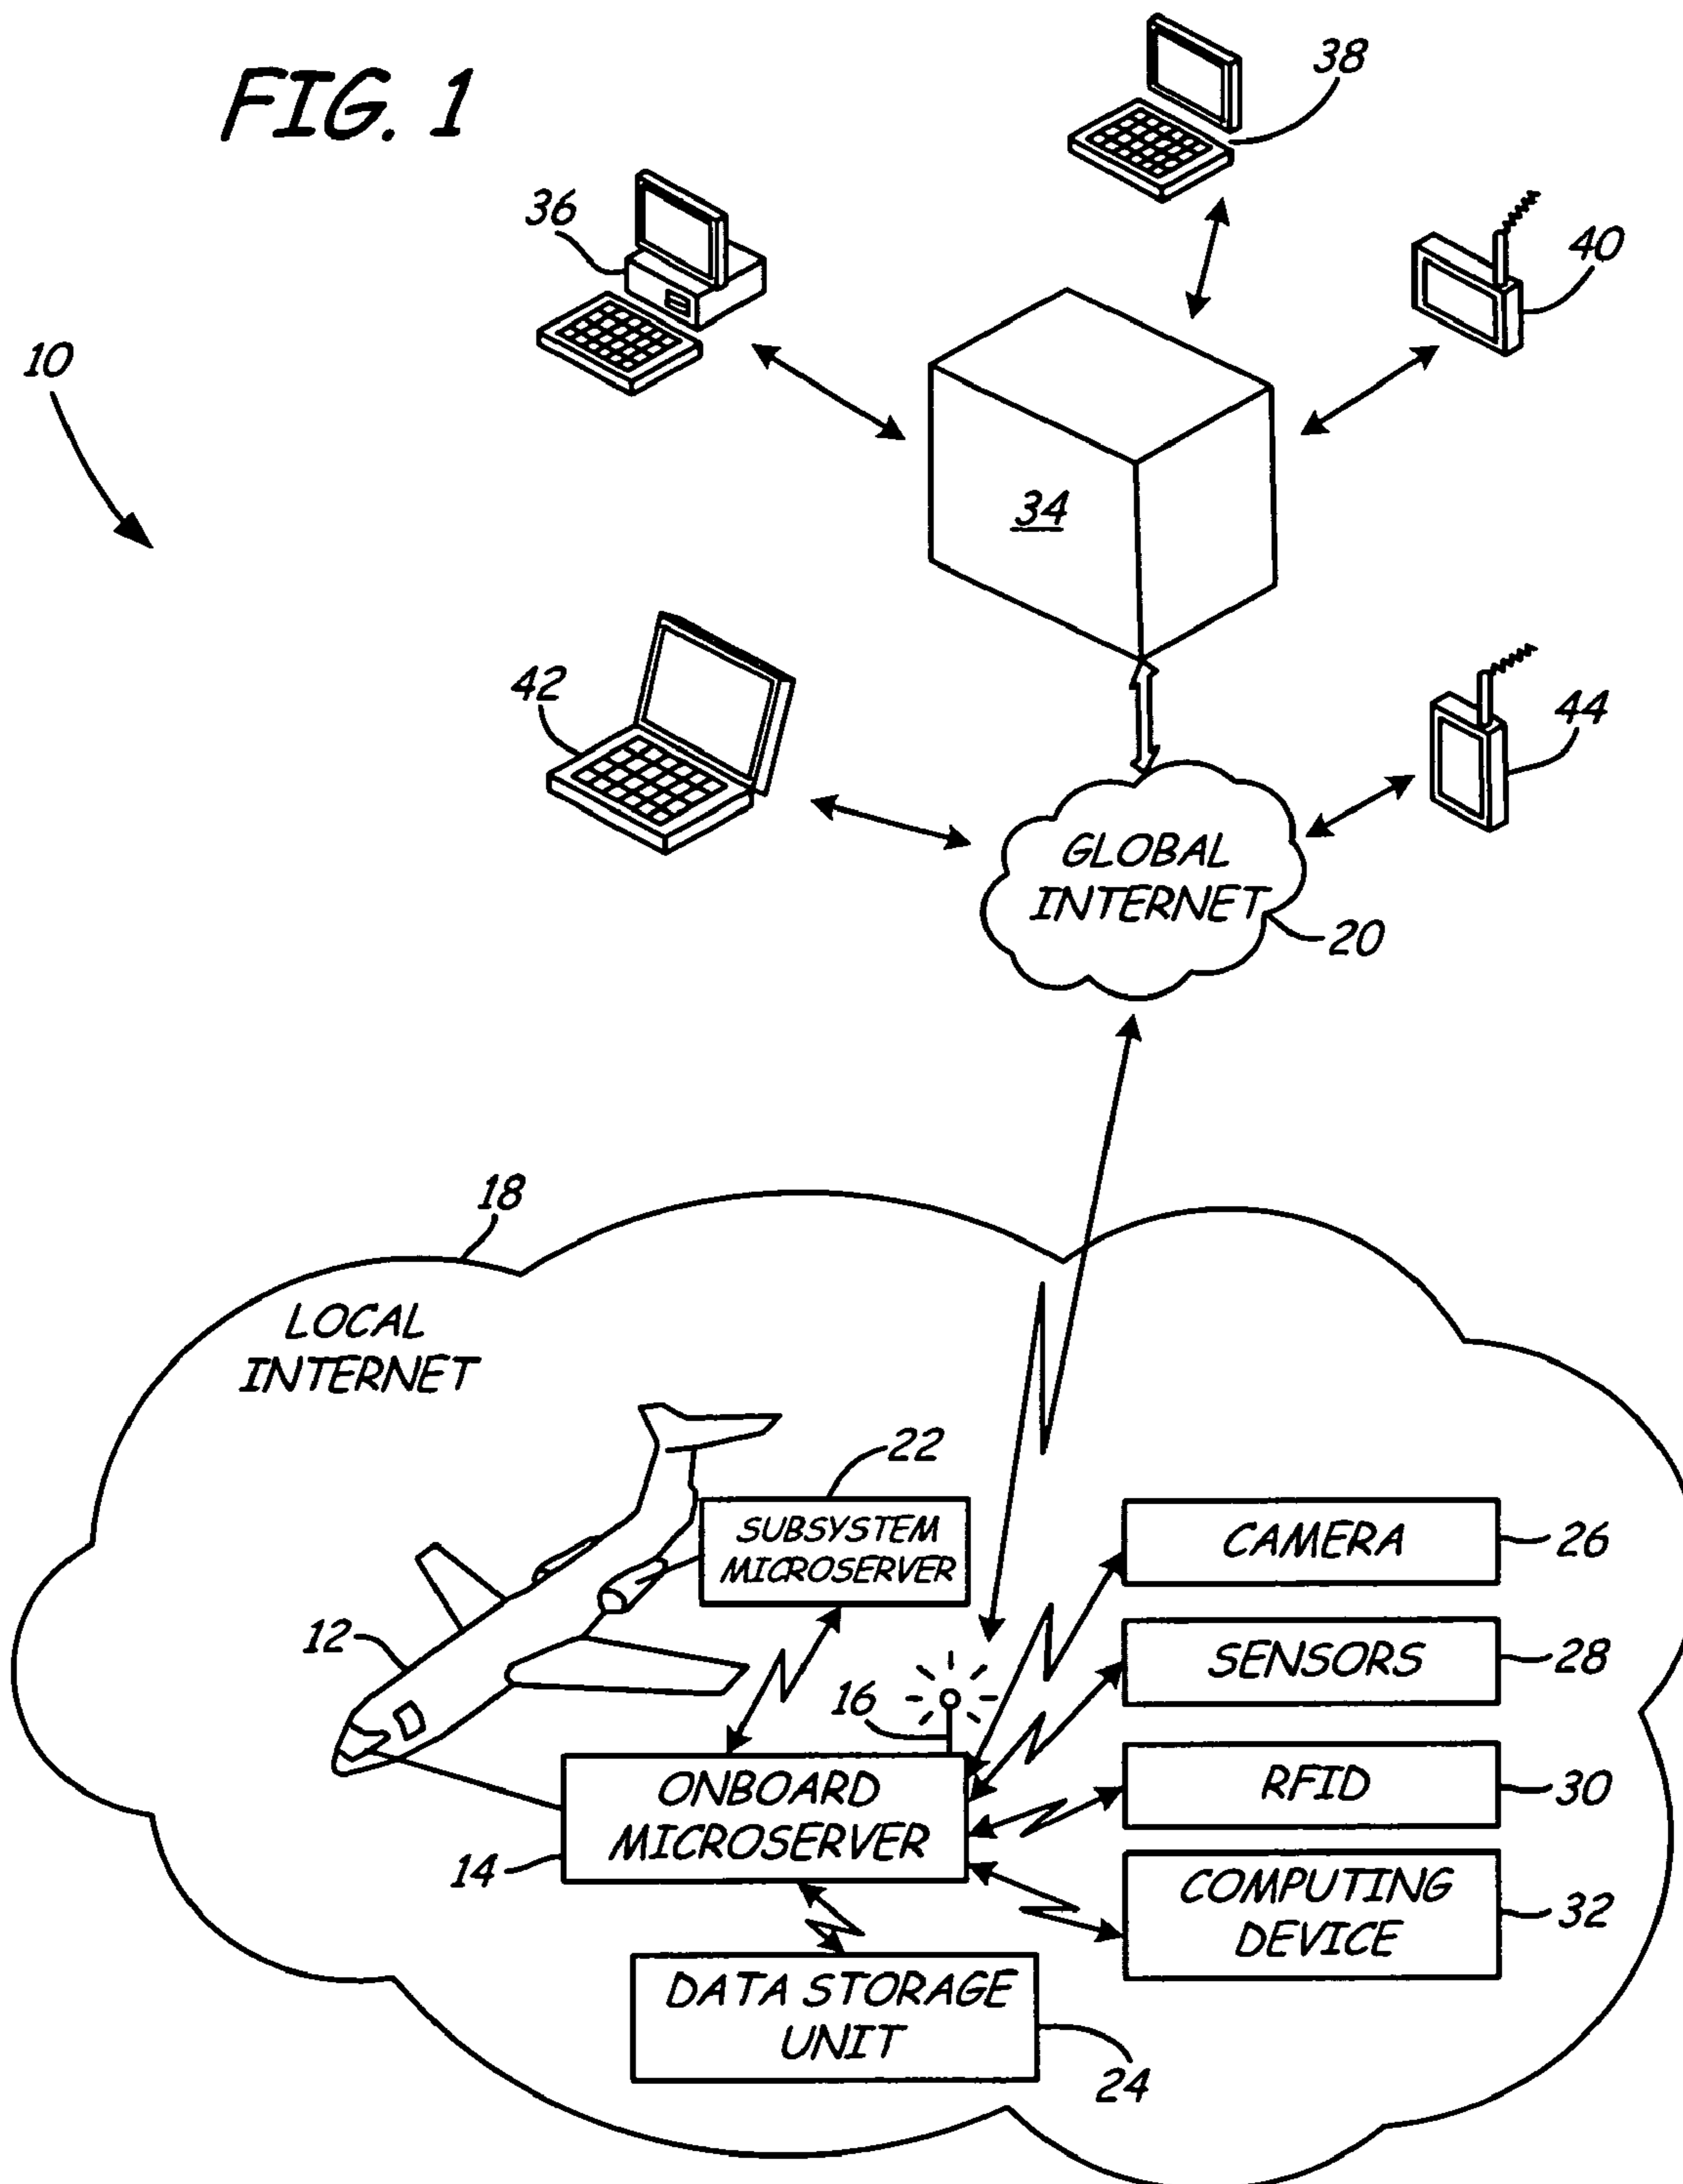 FIG. 1
38
36
40
10
34
42
44
GLOBAL
INTERNET
20
18
LOCAL
INTERNET
22
SUBSYSTEM
MICROSERVER
CAMERA
26
12
SENSORS
28
16
ONBOARD
MICROSERVER
RFID
30
14
COMPUTING
DEVICE
32
DATA STORAGE
UNIT
24